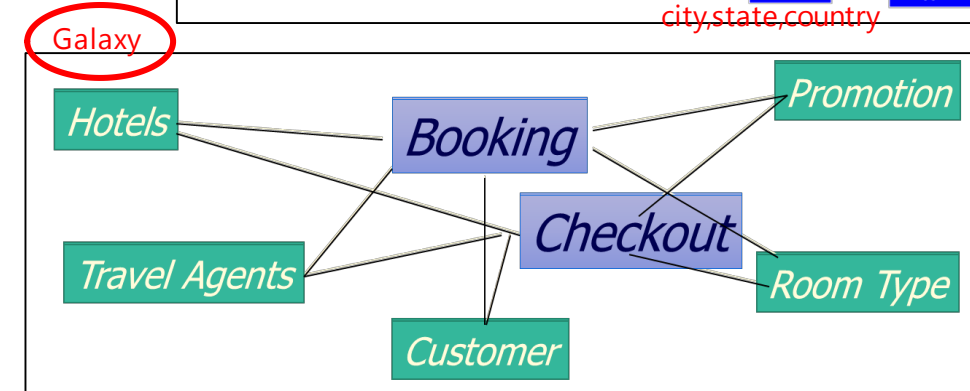 city,state,country
Galaxy
Hotels
Booking
Promotion
Checkout
Travel Agents
Room Type
Customer